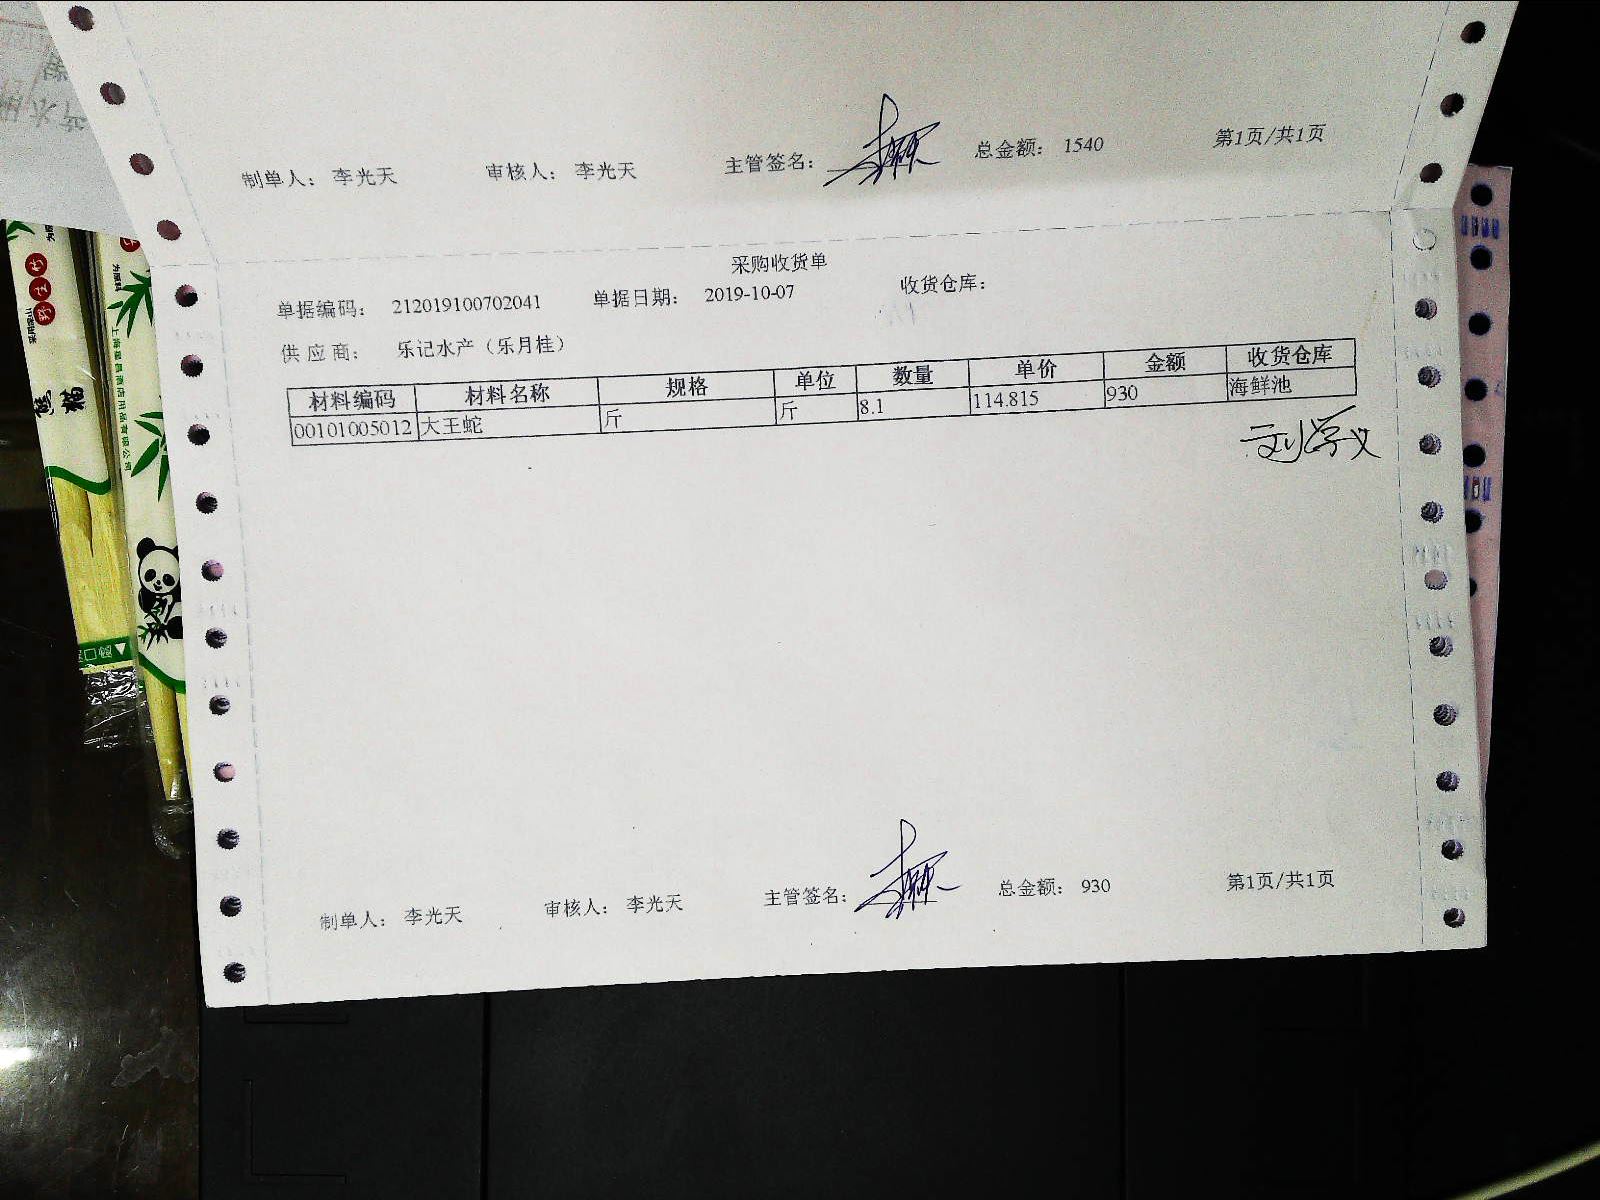 制单人： 李光天 审核人： 李光天 主管签名： 总金额： 1540 第1页/共1页
采购收货单
单据编码： 212019100702041 单据日期： 2019-10-07 收货仓库：
供应商： 乐记水产（乐月桂）
材料编码 材料名称 规格 单位 数量 单价 金额 收货仓库
00101005012 大王蛇 斤 斤 8.1 114.815 930 海鲜池
刘学义
制单人： 李光天 审核人： 李光天 主管签名： 总金额： 930 第1页/共1页